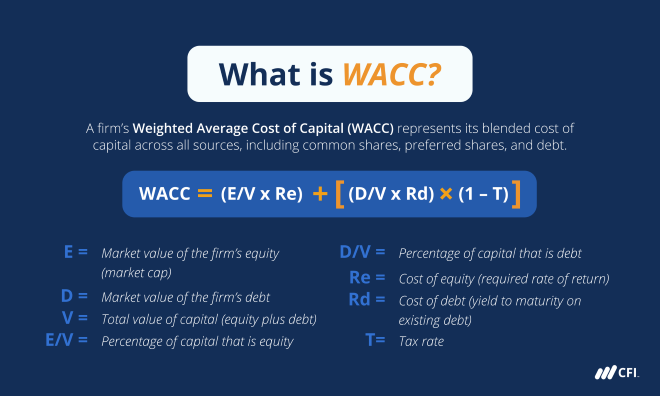 What is WACC?
A firm's Weighted Average Cost of Capital (WACC) represents its blended cost of
capital across all sources, including common shares, preferred shares, and debt.
WACC = (E/V x Re) + [ (D/V x Rd) × (1 – T) ]
E = Market value of the firm's equity
(market cap)
D = Market value of the firm's debt
V = Total value of capital (equity plus debt)
E/V = Percentage of capital that is equity
D/V = Percentage of capital that is debt
Re = Cost of equity (required rate of return)
Rd = Cost of debt (yield to maturity on
existing debt)
T= Tax rate
CFI